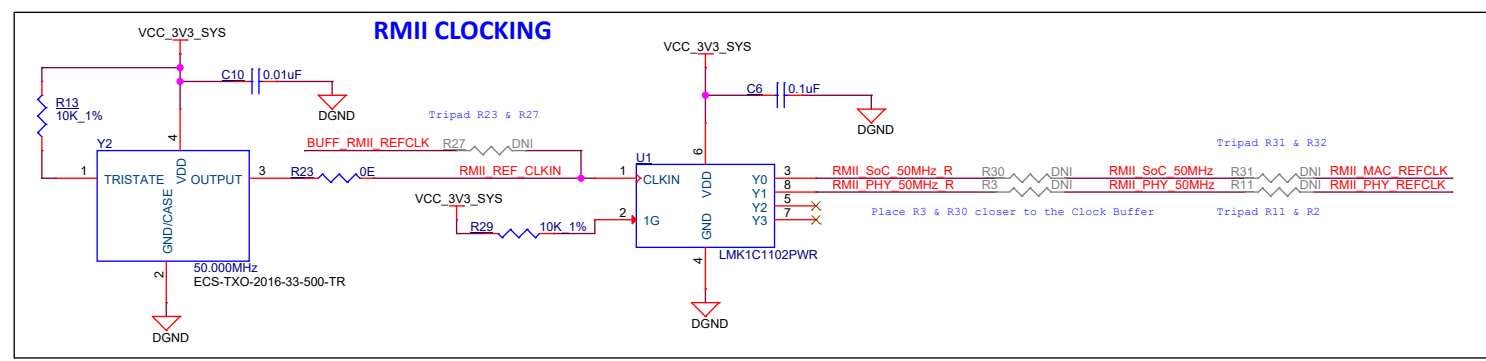 RMII CLOCKING
VCC_3V3_SYS
R13
10K_1%
C10 0.01uF
DGND
Y2
4
1 TRISTATE VDD OUTPUT 3
GND/CASE
2
50.000MHz
ECS-TXO-2016-33-500-TR
DGND
Tripad R23 & R27
BUFF_RMII_REFCLK R27 DNI
R23 0E RMII_REF_CLKIN
VCC_3V3_SYS
R29 10K_1%
VCC_3V3_SYS
C6 0.1uF
DGND
U1
6
1 CLKIN VDD Y0 3
Y1 8
2 1G Y2 5
GND Y3 7
4
LMK1C1102PWR
DGND
Tripad R31 & R32
RMII_SoC_50MHz_R R30 DNI RMII_SoC_50MHz R31 DNI RMII_MAC_REFCLK
RMII_PHY_50MHz_R R3 DNI RMII_PHY_50MHz R11 DNI RMII_PHY_REFCLK
Place R3 & R30 closer to the Clock Buffer
Tripad R11 & R2